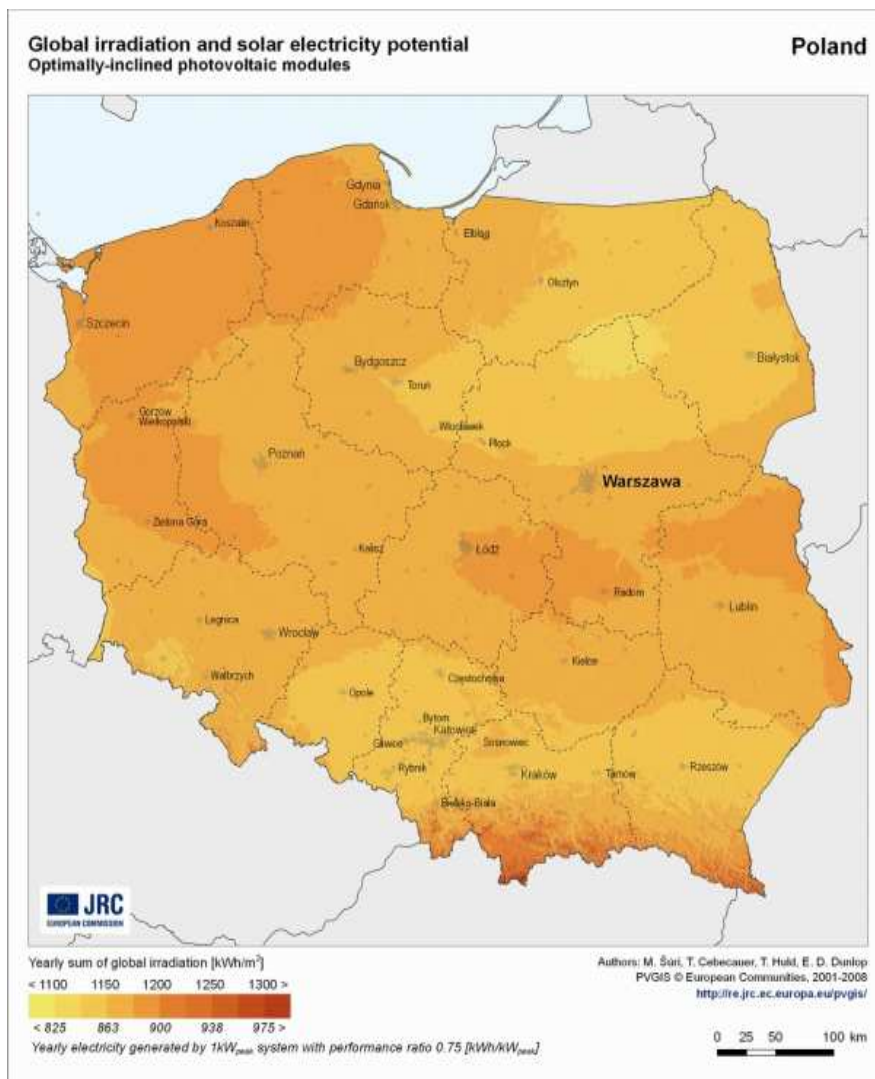 Global irradiation and solar electricity potential
Optimally-inclined photovoltaic modules
Poland
Gdynia
Gdańsk
Koszalin
Elbląg
Olsztyn
Szczecin
Białystok
Bydgoszcz
Toruń
Gorzów
Wielkopolski
Włocławek
Płock
Poznań
Warszawa
Zielona Góra
Kalisz
Łódź
Radom
Lublin
Legnica
Wrocław
Kielce
Wałbrzych
Częstochowa
Opole
Bytom
Katowice
Gliwice
Sosnowiec
Rybnik
Kraków
Tarnów
Rzeszów
Bielsko-Biała
JRC
EUROPEAN COMMISSION
Yearly sum of global irradiation [kWh/m²]
< 1100 1150 1200 1250 1300 >
< 825 863 900 938 975 >
Yearly electricity generated by 1kWpeak system with performance ratio 0.75 [kWh/kWpeak]
Authors: M. Šúri, T. Cebecauer, T. Huld, E. D. Dunlop
PVGIS © European Communities, 2001-2008
http://re.jrc.ec.europa.eu/pvgis/
0 25 50 100 km